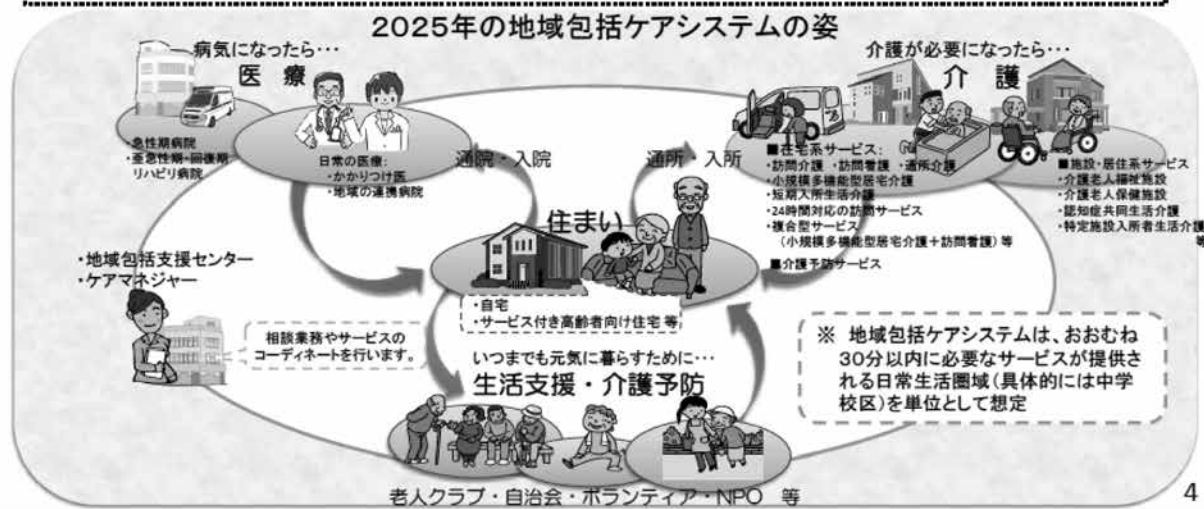 2025年の地域包括ケアシステムの姿
病気になったら･･･
医 療
・急性期病院
・亜急性期・回復期
リハビリ病院
日常の医療:
・かかりつけ医
・地域の連携病院
通院・入院
通所・入所
介護が必要になったら･･･
介 護
■在宅系サービス:
・訪問介護 ・訪問看護 ・通所介護
・小規模多機能型居宅介護
・短期入所生活介護
・24時間対応の訪問サービス
・複合型サービス
(小規模多機能型居宅介護＋訪問看護) 等
■介護予防サービス
■施設・居住系サービス
・介護老人福祉施設
・介護老人保健施設
・認知症共同生活介護
・特定施設入所者生活介護
等
住まい
・自宅
・サービス付き高齢者向け住宅 等
・地域包括支援センター
・ケアマネジャー
相談業務やサービスの
コーディネートを行います。
いつまでも元気に暮らすために･･･
生活支援・介護予防
老人クラブ・自治会・ボランティア・NPO 等
※ 地域包括ケアシステムは、おおむね
30分以内に必要なサービスが提供さ
れる日常生活圏域(具体的には中学
校区)を単位として想定
4